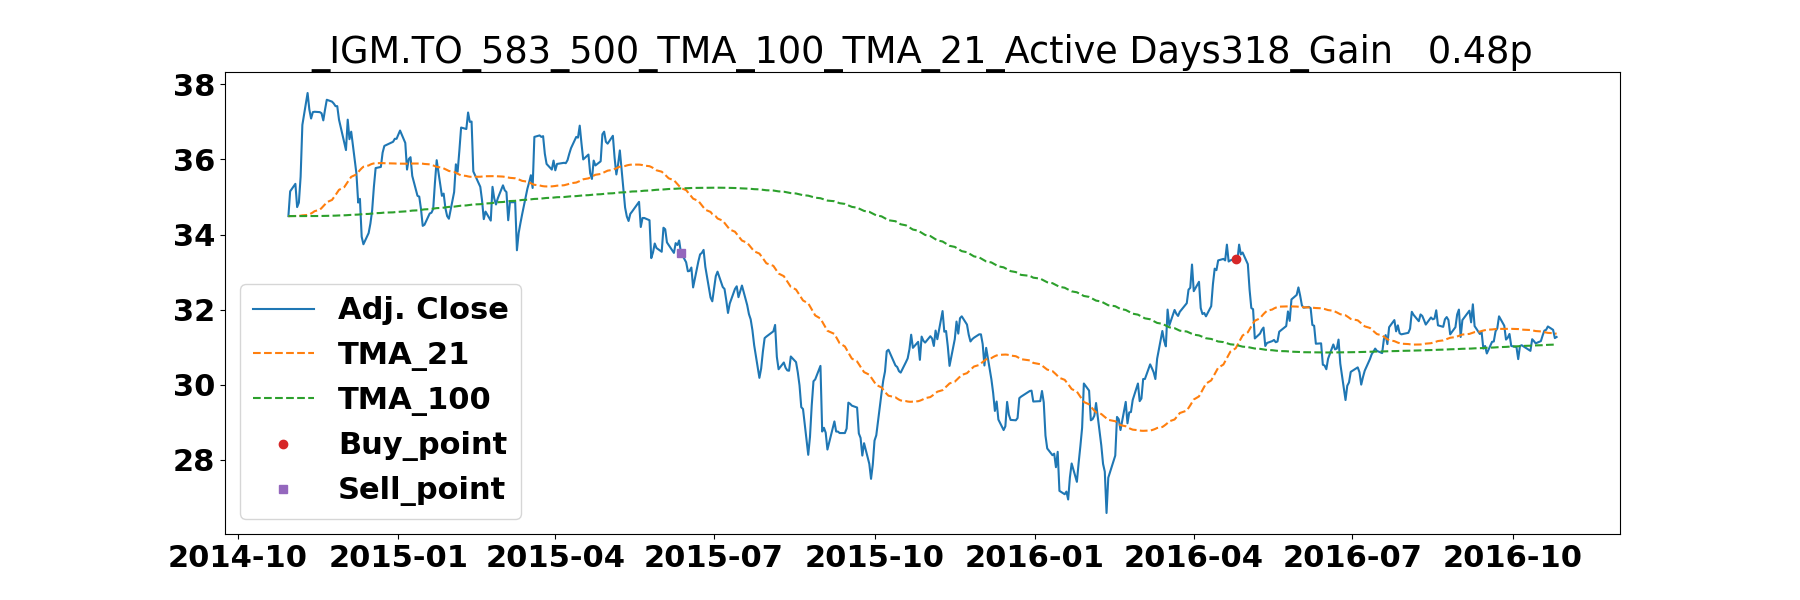 _IGM.TO_583_500_TMA_100_TMA_21_Active Days318_Gain   0.48p
38
36
34
32
30
28
Adj. Close
TMA_21
TMA_100
Buy_point
Sell_point
2014-10 2015-01 2015-04 2015-07 2015-10 2016-01 2016-04 2016-07 2016-10